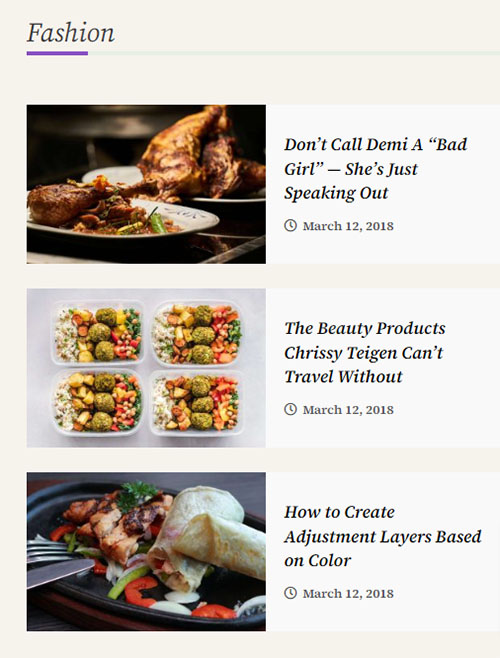 Fashion
Don’t Call Demi A “Bad
Girl” — She’s Just
Speaking Out
March 12, 2018
The Beauty Products
Chrissy Teigen Can’t
Travel Without
March 12, 2018
How to Create
Adjustment Layers Based
on Color
March 12, 2018